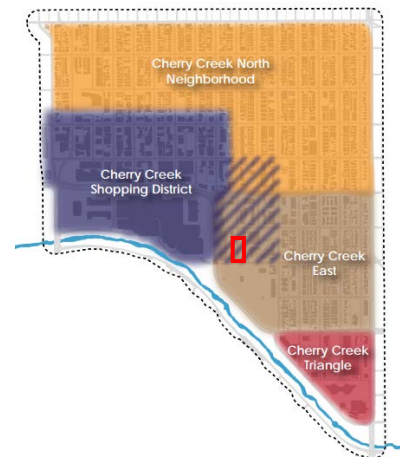 Cherry Creek North
Neighborhood
Cherry Creek
Shopping District
Cherry Creek
East
Cherry Creek
Triangle